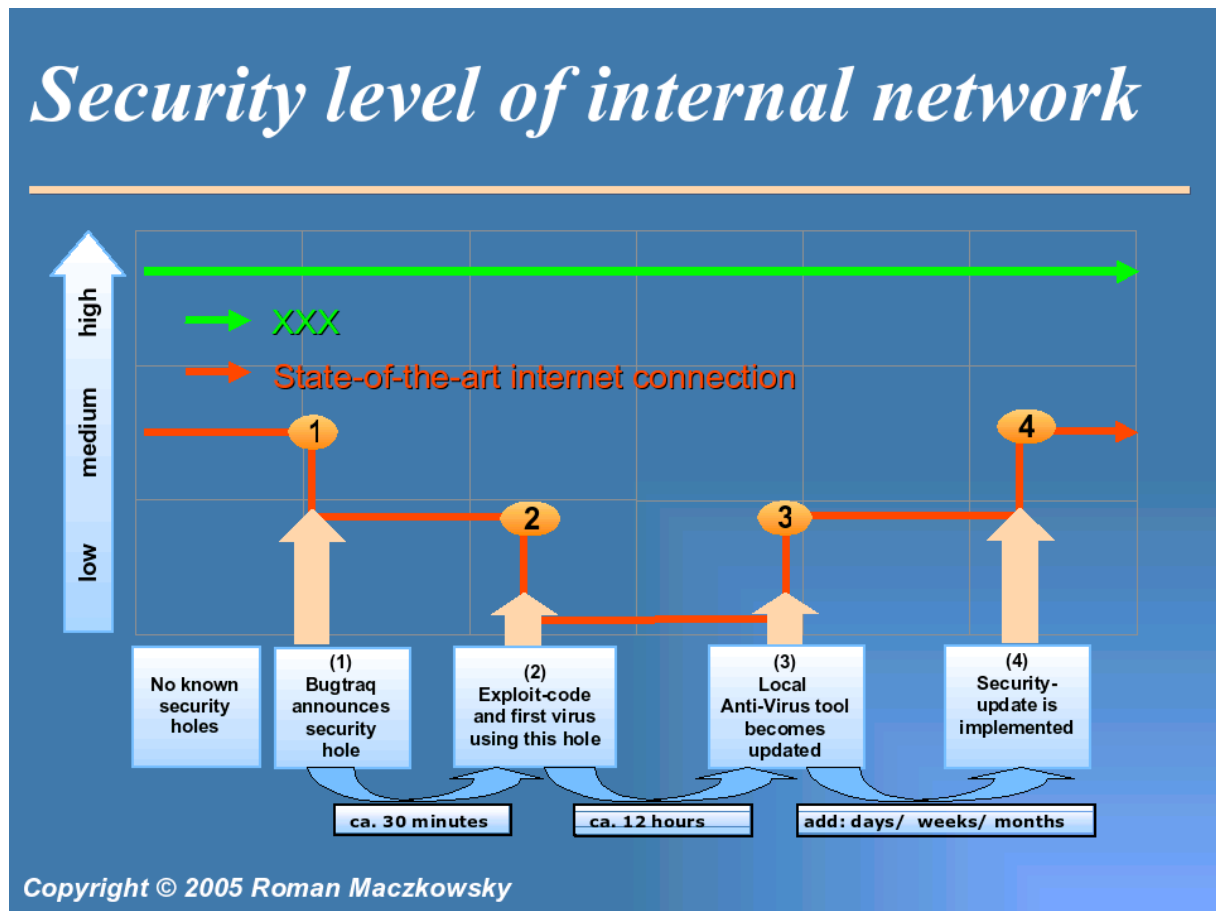 Security level of internal network
high
medium
low
XXX
State-of-the-art internet connection
1
2
3
4
No known
security
holes
(1)
Bugtraq
announces
security
hole
(2)
Exploit-code
and first virus
using this hole
(3)
Local
Anti-Virus tool
becomes
updated
(4)
Security-
update is
implemented
ca. 30 minutes
ca. 12 hours
add: days/ weeks/ months
Copyright © 2005 Roman Maczkowsky